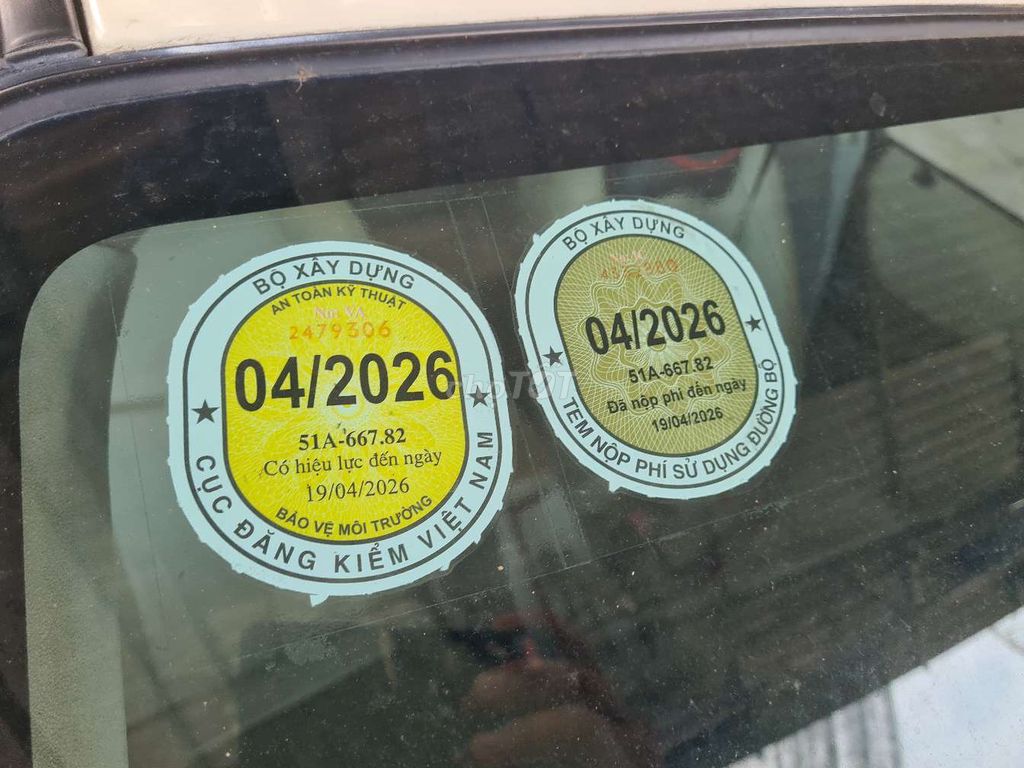 BỘ XÂY DỰNG
AN TOÀN KỸ THUẬT
2479306
04/2026
51A-667.82
Có hiệu lực đến ngày
19/04/2026
BẢO VỆ MÔI TRƯỜNG
CỤC ĐĂNG KIỂM VIỆT NAM
BỘ XÂY DỰNG
04/2026
51A-667.82
Đã nộp phí đến ngày
19/04/2026
TEM NỘP PHÍ SỬ DỤNG ĐƯỜNG BỘ